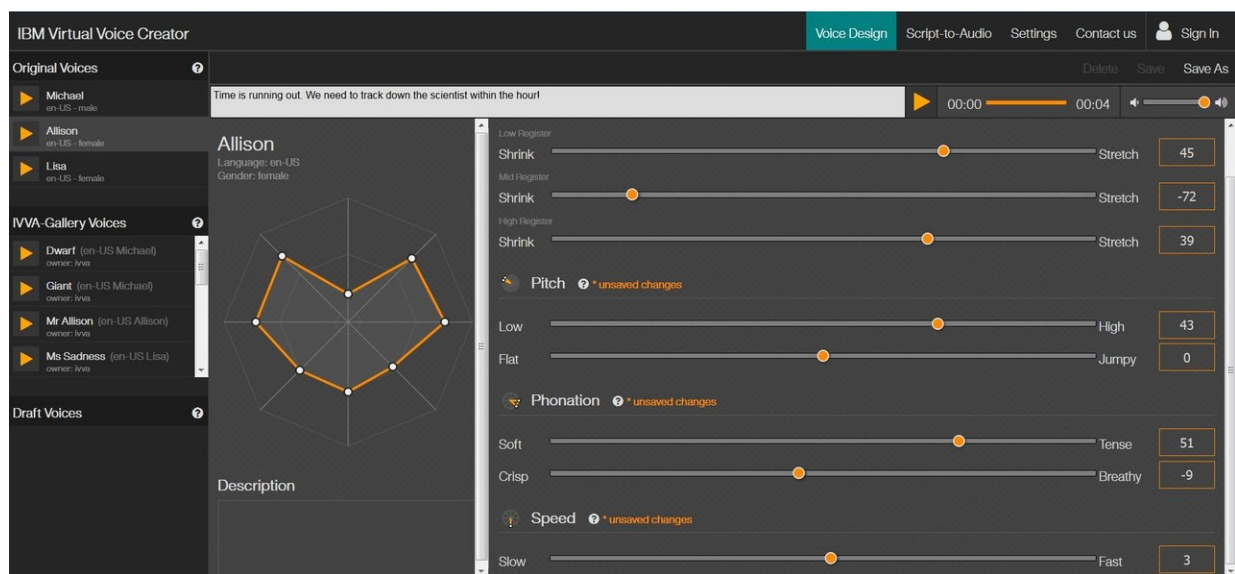 IBM Virtual Voice Creator
Voice Design Script-to-Audio Settings Contact us Sign In
Original Voices ?
Delete Save Save As
Michael
en-US - male
Time is running out. We need to track down the scientist within the hour!
00:00 00:04
Allison
en-US - female
Lisa
en-US - female
IVVA-Gallery Voices ?
Dwarf (en-US Michael)
owner: ivva
Giant (en-US Michael)
owner: ivva
Mr Allison (en-US Allison)
owner: ivva
Ms Sadness (en-US Lisa)
owner: ivva
Draft Voices ?
Allison
Language: en-US
Gender: female
Description
Low Register
Shrink Stretch 45
Mid Register
Shrink Stretch -72
High Register
Shrink Stretch 39
Pitch ? * unsaved changes
Low High 43
Flat Jumpy 0
Phonation ? * unsaved changes
Soft Tense 51
Crisp Breathy -9
Speed ? * unsaved changes
Slow Fast 3